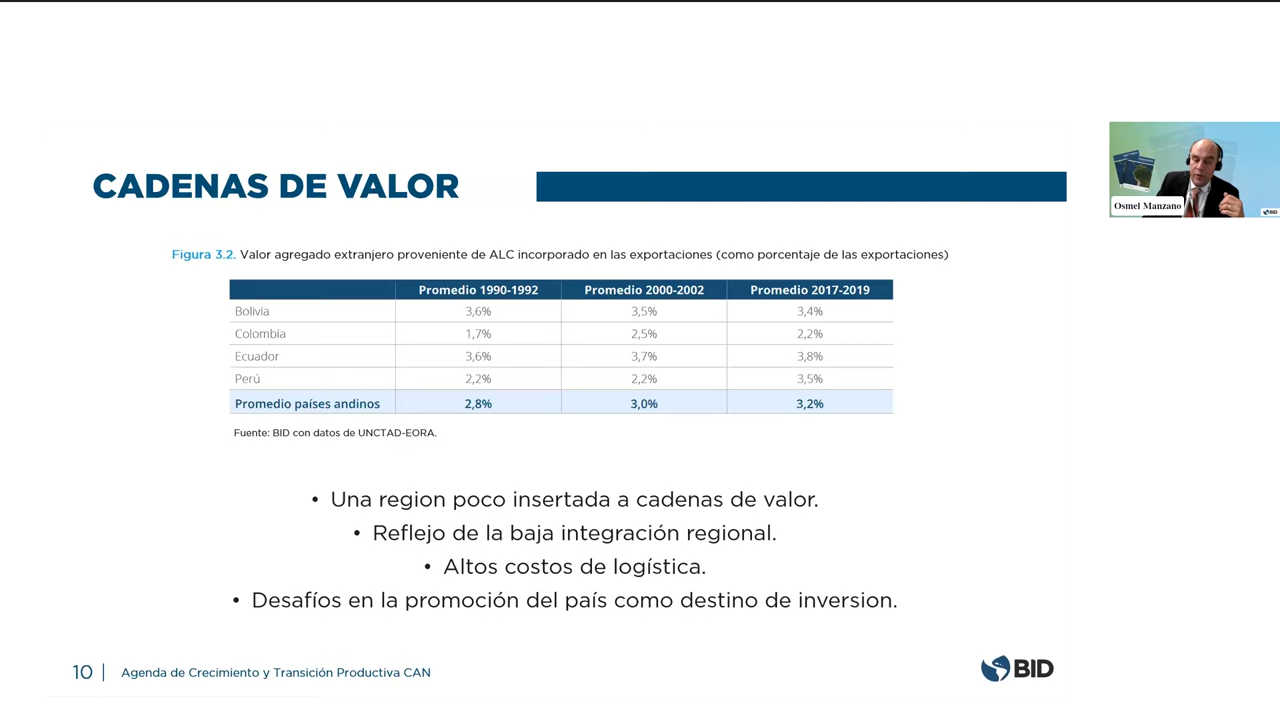 CADENAS DE VALOR
Osmel Manzano
BID
Figura 3.2. Valor agregado extranjero proveniente de ALC incorporado en las exportaciones (como porcentaje de las exportaciones)
Promedio 1990-1992 Promedio 2000-2002 Promedio 2017-2019
Bolivia 3,6% 3,5% 3,4%
Colombia 1,7% 2,5% 2,2%
Ecuador 3,6% 3,7% 3,8%
Perú 2,2% 2,2% 3,5%
Promedio países andinos 2,8% 3,0% 3,2%
Fuente: BID con datos de UNCTAD-EORA.
• Una region poco insertada a cadenas de valor.
• Reflejo de la baja integración regional.
• Altos costos de logística.
• Desafíos en la promoción del país como destino de inversion.
10 | Agenda de Crecimiento y Transición Productiva CAN
BID